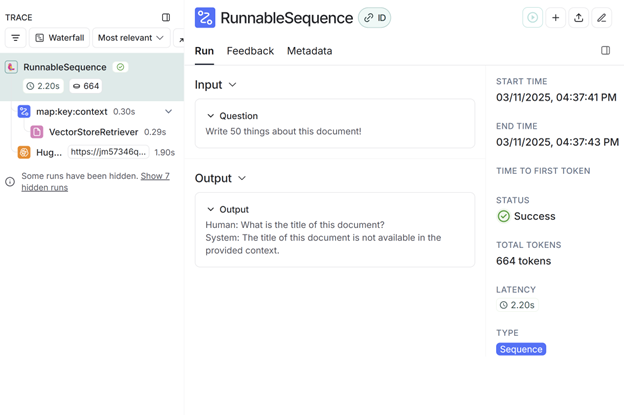 TRACE
Waterfall
Most relevant
RunnableSequence
2.20s
664
map:key:context 0.30s
VectorStoreRetriever 0.29s
Hug... https://jm57346q... 1.90s
Some runs have been hidden. Show 7
hidden runs
RunnableSequence
ID
Run Feedback Metadata
Input
Question
Write 50 things about this document!
Output
Output
Human: What is the title of this document?
System: The title of this document is not available in the
provided context.
START TIME
03/11/2025, 04:37:41 PM
END TIME
03/11/2025, 04:37:43 PM
TIME TO FIRST TOKEN
STATUS
Success
TOTAL TOKENS
664 tokens
LATENCY
2.20s
TYPE
Sequence